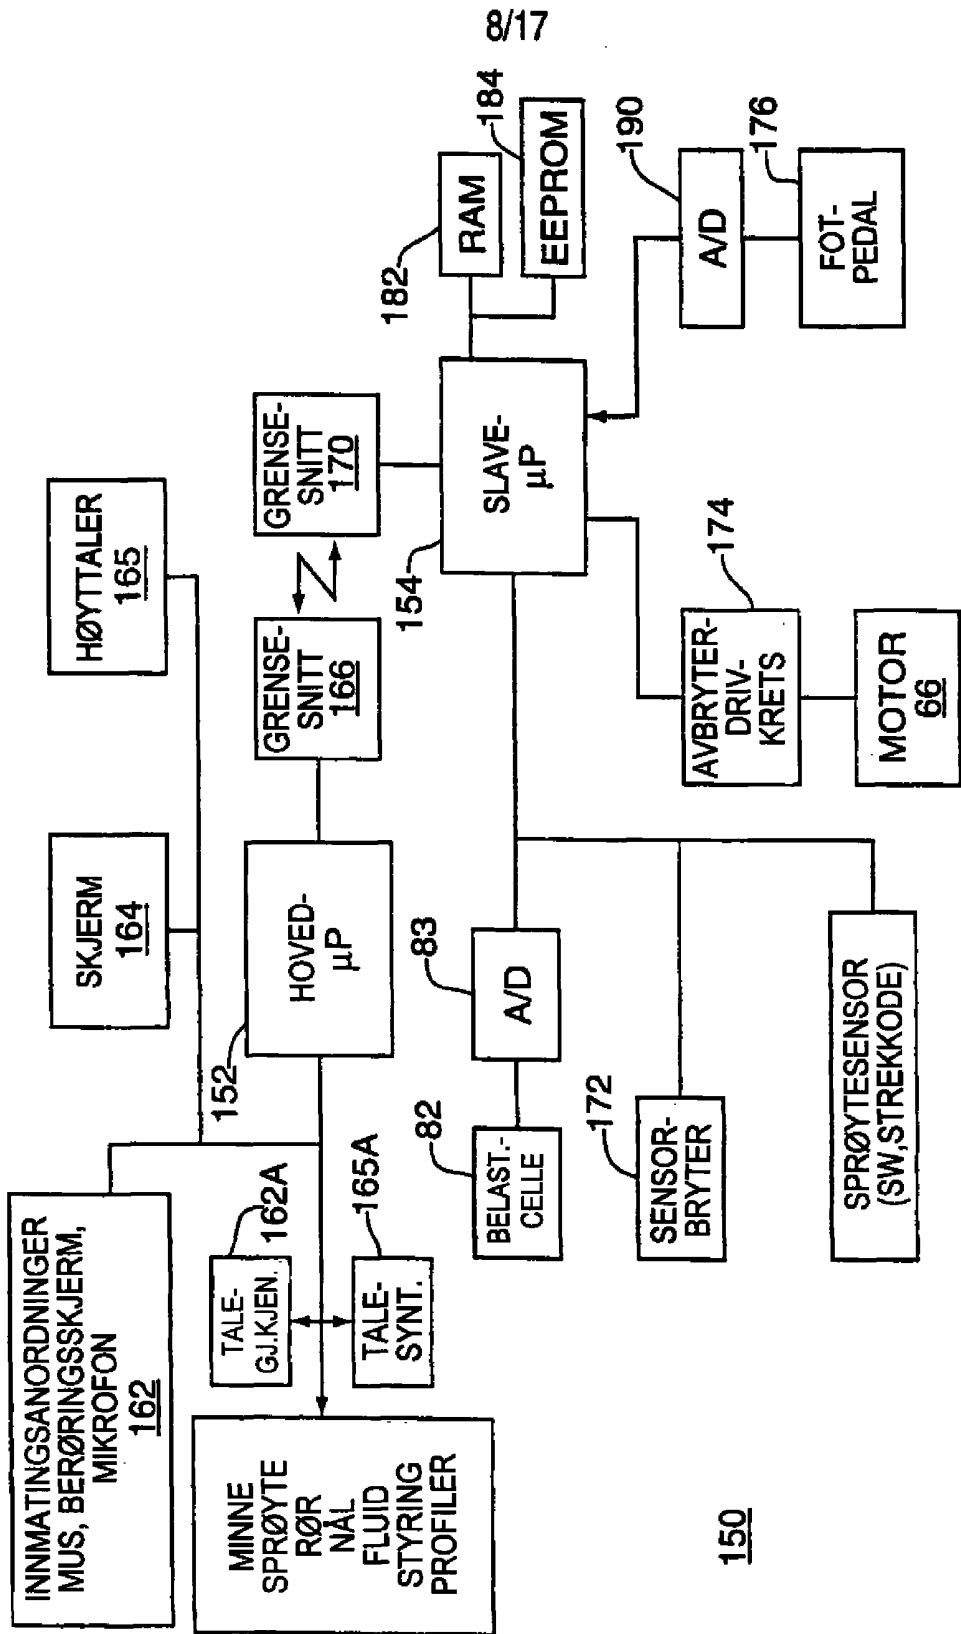 8/17
INNMATINGSANORDNINGER
MUS, BERØRINGSSKJERM,
MIKROFON
162
SKJERM
164
HØYTTALER
165
MINNE
SPRØYTE
RØR
NÅL
FLUID
STYRING
PROFILER
TALE-
GJ.KJEN.
162A
TALE-
SYNT.
165A
152
HOVED-
µP
GRENSE-
SNITT
166
GRENSE-
SNITT
170
154
SLAVE-
µP
182
RAM
184
EEPROM
82
BELAST.-
CELLE
83
A/D
172
SENSOR-
BRYTER
SPRØYTESENSOR
(SW,STREKKODE)
174
AVBRYTER-
DRIV-
KRETS
MOTOR
66
190
A/D
176
FOT-
PEDAL
150